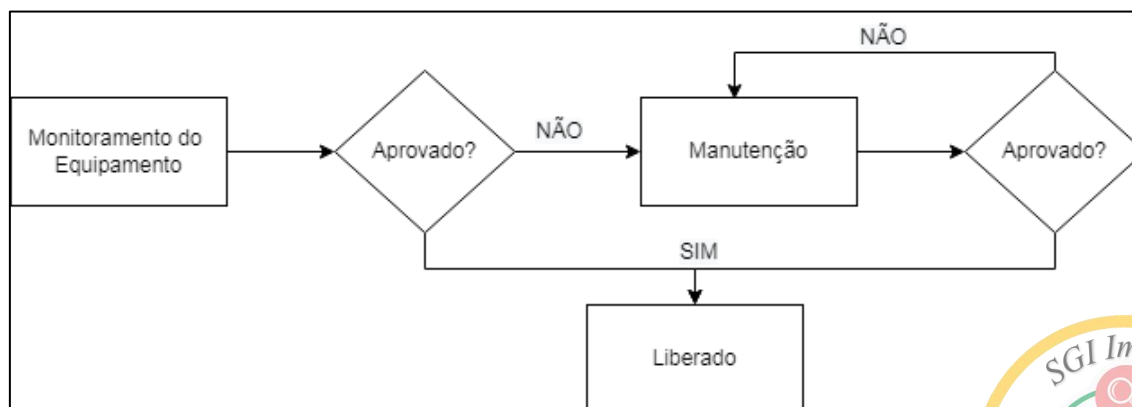 NÃO
Monitoramento do
Equipamento
Aprovado?
NÃO
Manutenção
Aprovado?
SIM
Liberado
SGI